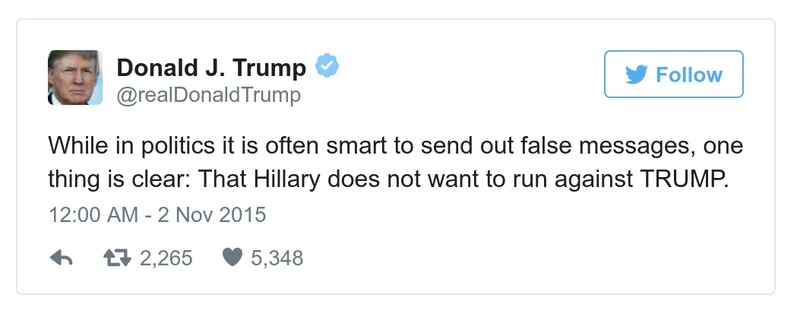 Donald J. Trump
@realDonaldTrump
Follow
While in politics it is often smart to send out false messages, one
thing is clear: That Hillary does not want to run against TRUMP.
12:00 AM - 2 Nov 2015
2,265 5,348